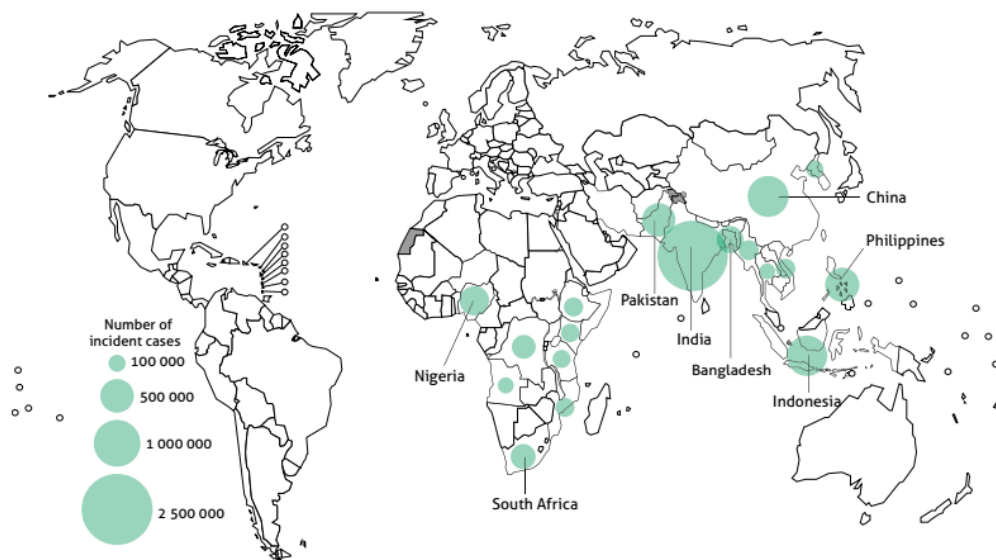 China
Philippines
Pakistan
India
Bangladesh
Indonesia
Nigeria
South Africa
Number of
incident cases
100 000
500 000
1 000 000
2 500 000